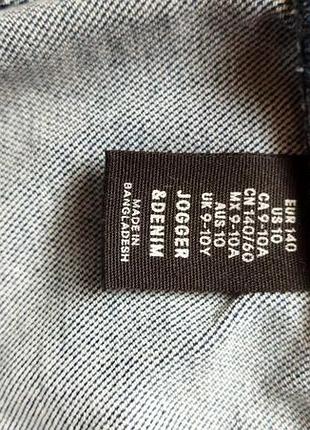 EUR 140
US 10
CA 9-10A
CN 140/60
MX 9-10A
AUS 10
UK 9-10Y
JOGGER
&DENIM
MADE IN
BANGLADESH